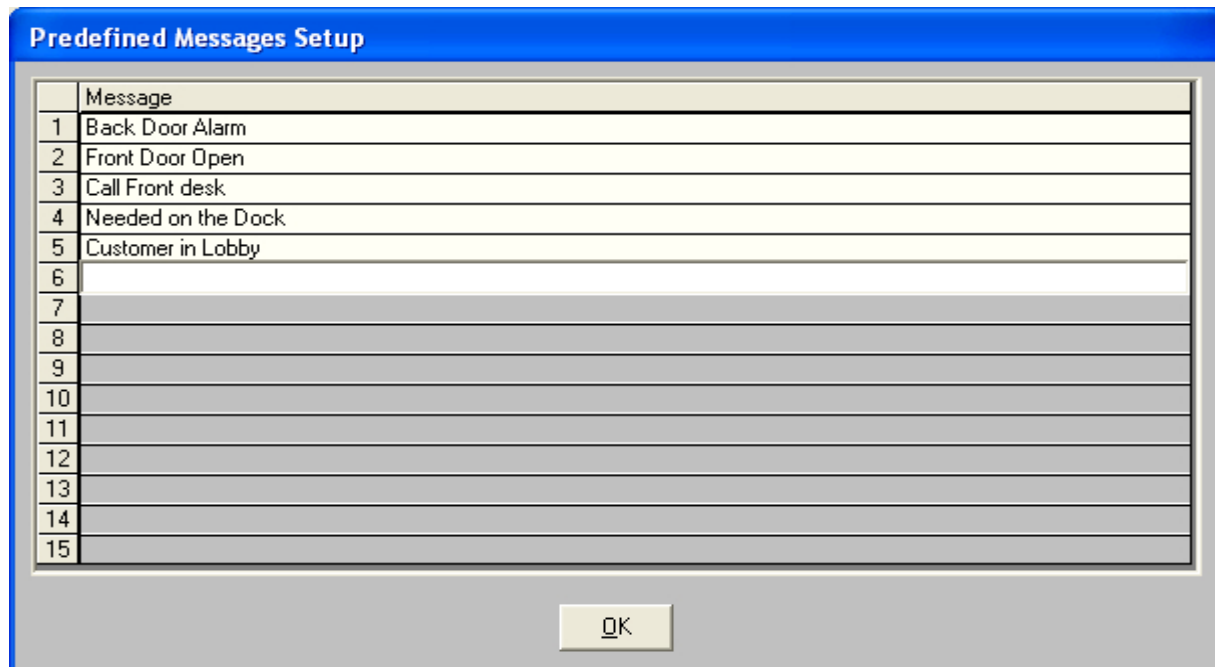 Predefined Messages Setup
Message
1 Back Door Alarm
2 Front Door Open
3 Call Front desk
4 Needed on the Dock
5 Customer in Lobby
6
7
8
9
10
11
12
13
14
15
OK